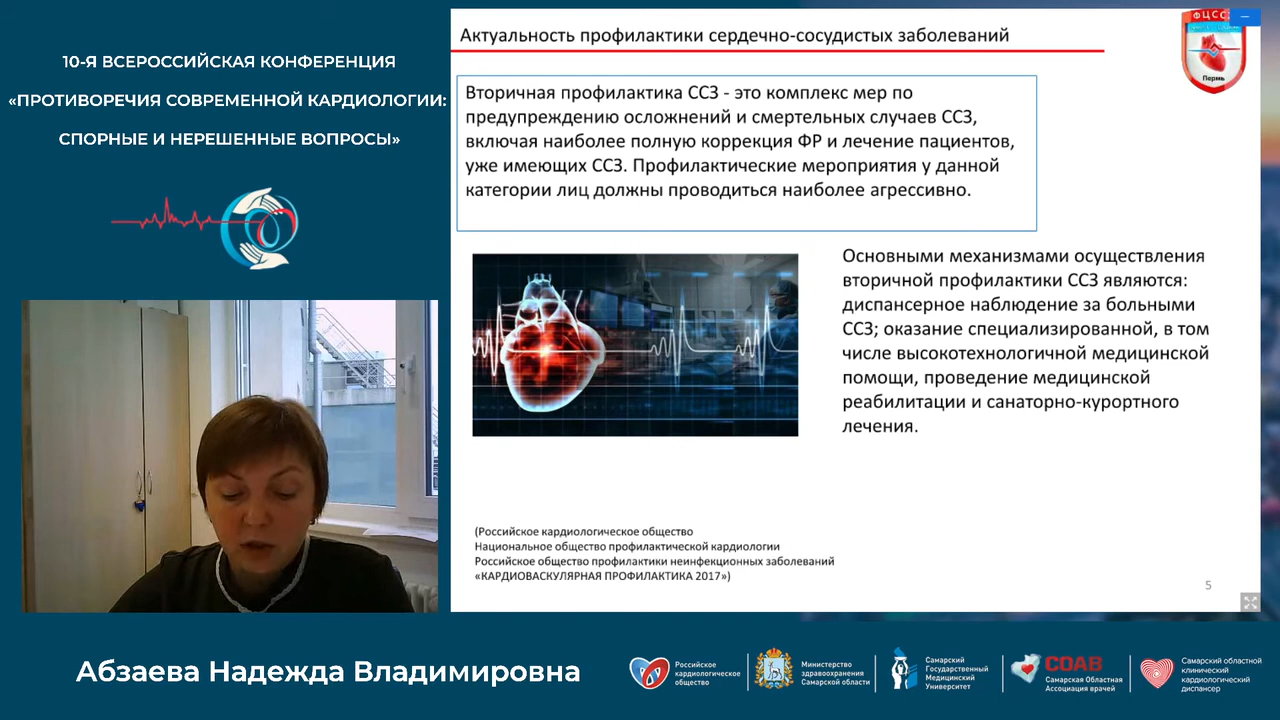 10-Я ВСЕРОССИЙСКАЯ КОНФЕРЕНЦИЯ
«ПРОТИВОРЕЧИЯ СОВРЕМЕННОЙ КАРДИОЛОГИИ:
СПОРНЫЕ И НЕРЕШЕННЫЕ ВОПРОСЫ»
Актуальность профилактики сердечно-сосудистых заболеваний
Пермь
Вторичная профилактика ССЗ - это комплекс мер по
предупреждению осложнений и смертельных случаев ССЗ,
включая наиболее полную коррекция ФР и лечение пациентов,
уже имеющих ССЗ. Профилактические мероприятия у данной
категории лиц должны проводиться наиболее агрессивно.
Основными механизмами осуществления
вторичной профилактики ССЗ являются:
диспансерное наблюдение за больными
ССЗ; оказание специализированной, в том
числе высокотехнологичной медицинской
помощи, проведение медицинской
реабилитации и санаторно-курортного
лечения.
(Российское кардиологическое общество
Национальное общество профилактической кардиологии
Российское общество профилактики неинфекционных заболеваний
«КАРДИОВАСКУЛЯРНАЯ ПРОФИЛАКТИКА 2017»)
5
Абзаева Надежда Владимировна
Российское
кардиологическое
общество
Министерство
здравоохранения
Самарской области
Самарский
Государственный
Медицинский
Университет
СОАВ
Самарская Областная
Ассоциация врачей
Самарский областной
клинический
кардиологический
диспансер